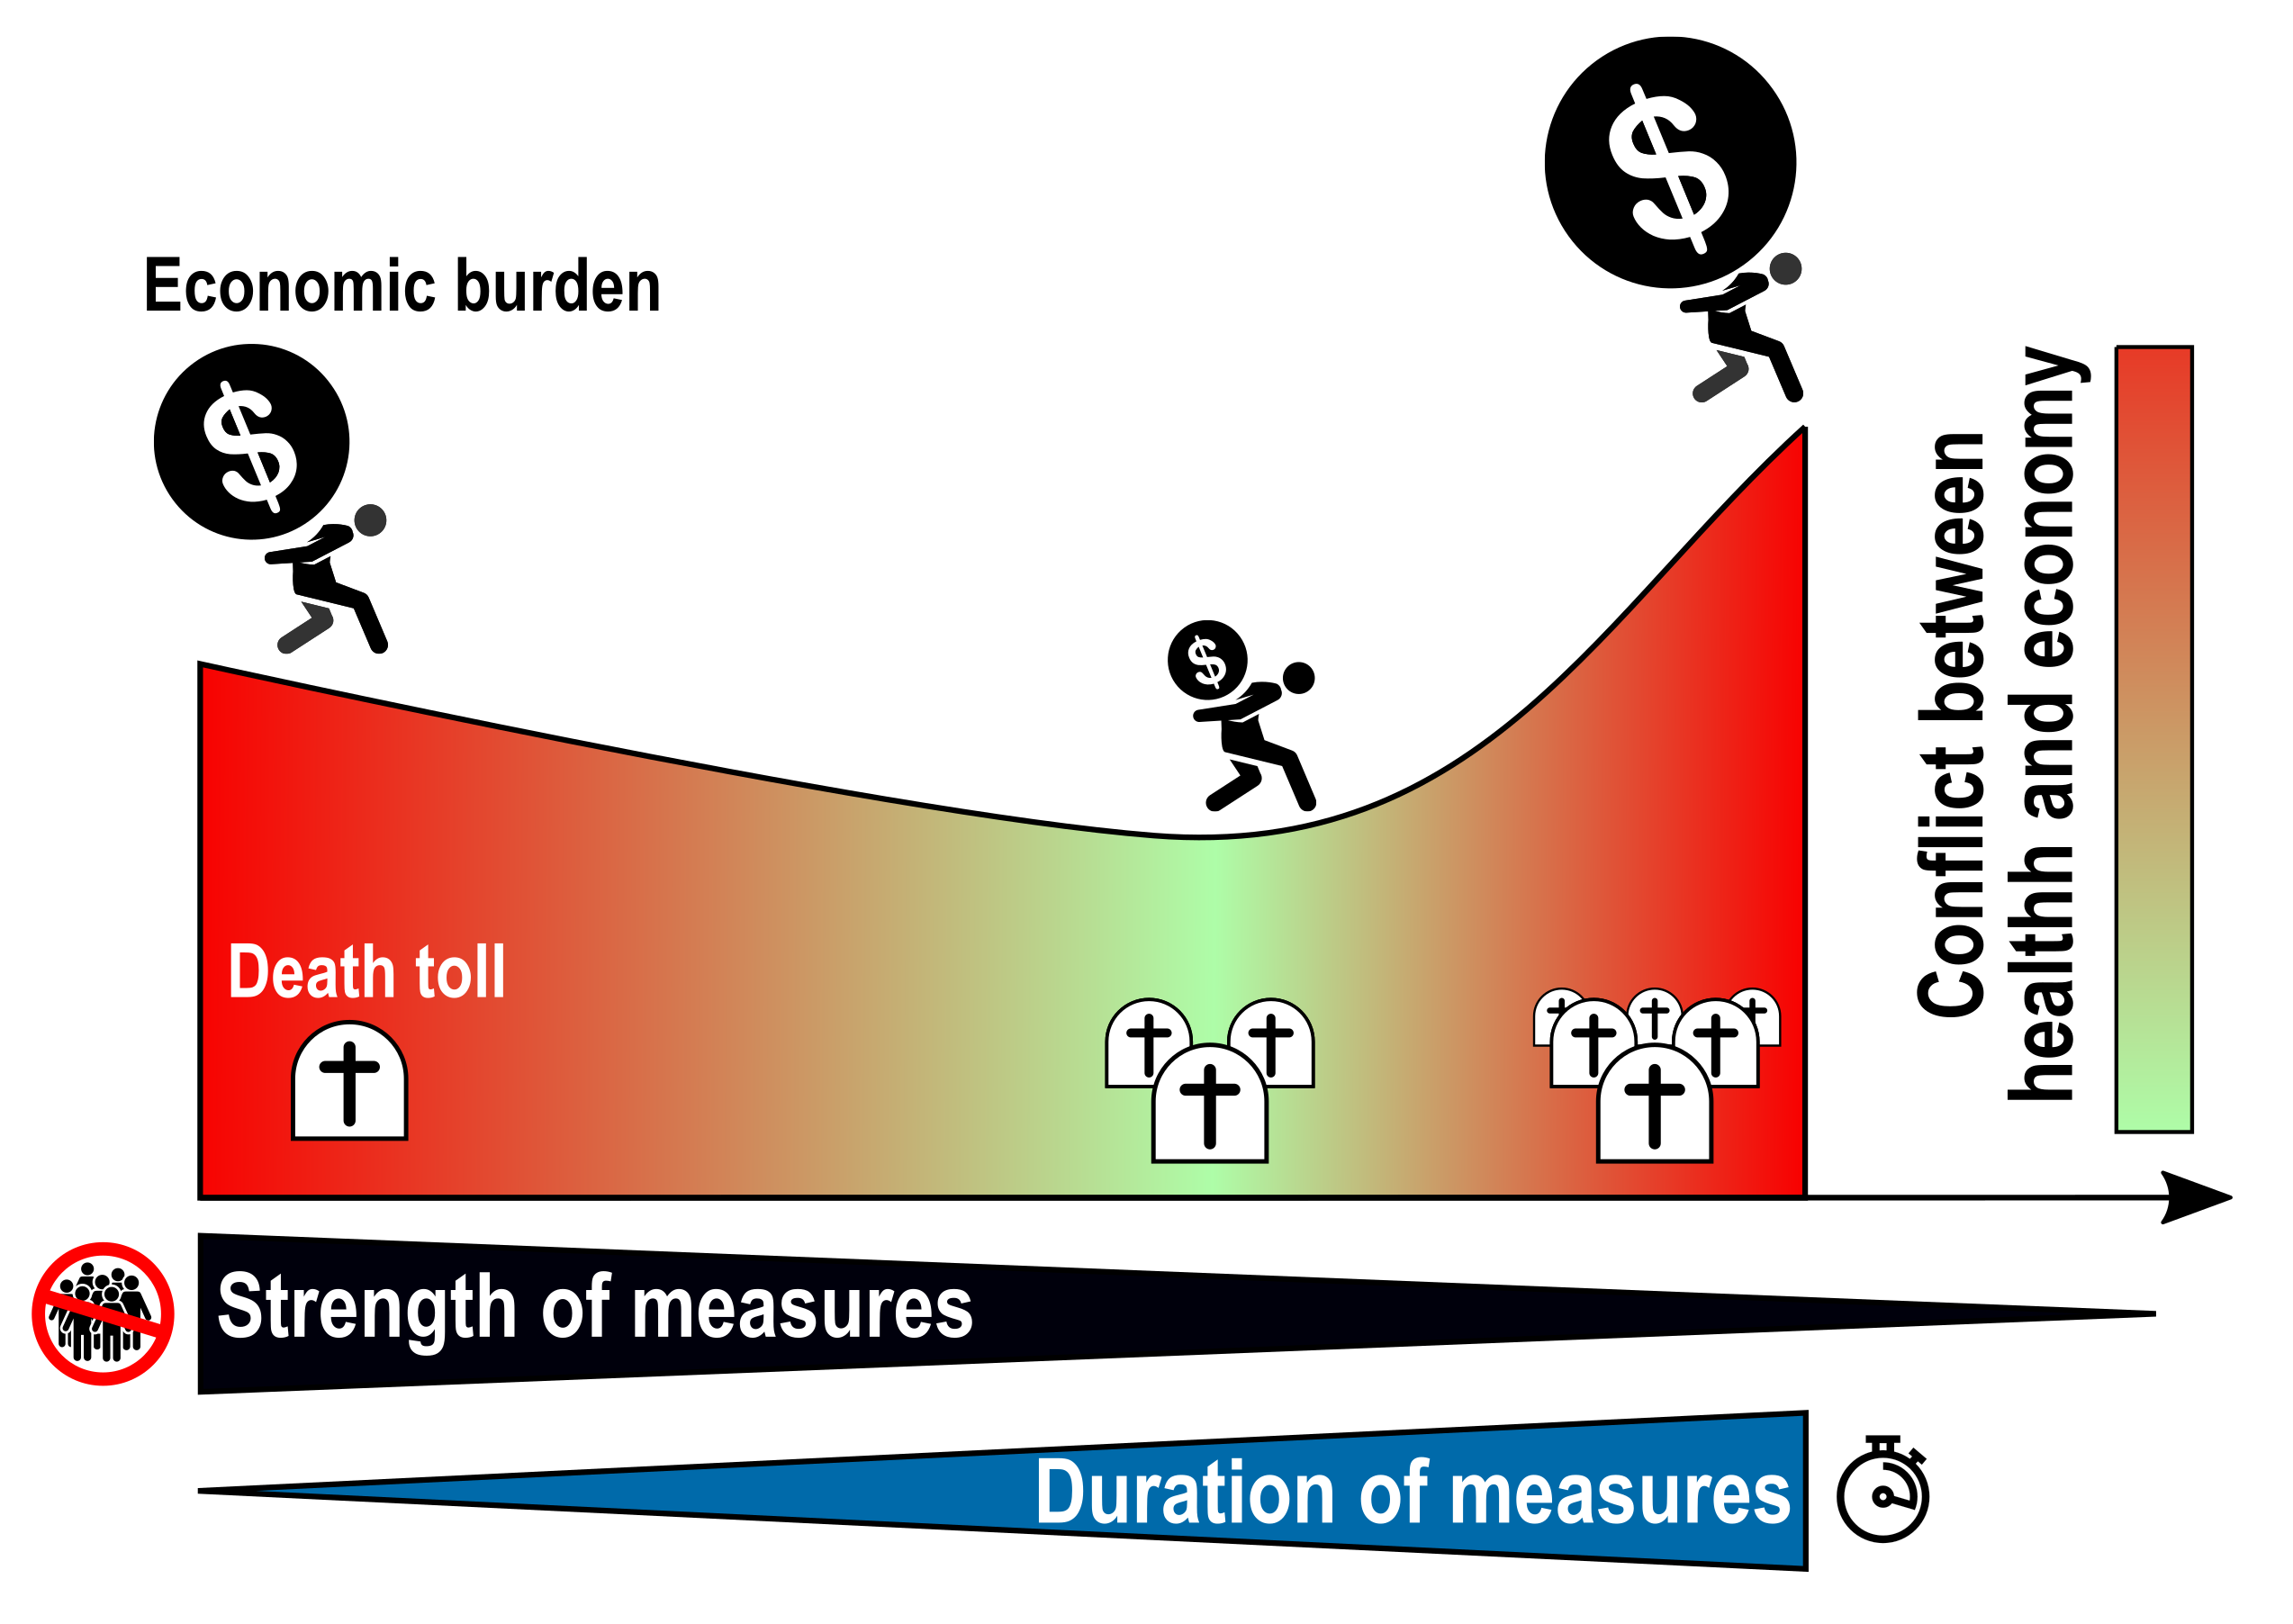 Economic burden
$
$
$
Death toll
Conflict between
healthh and economy
Strength of measures
Duration of measures